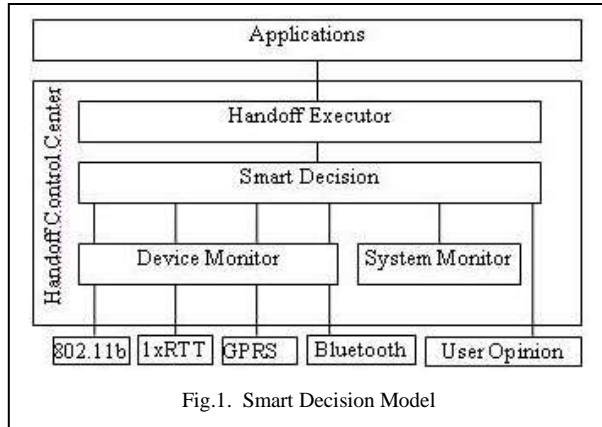 Applications
Handoff Control Center
Handoff Executor
Smart Decision
Device Monitor
System Monitor
802.11b
1xRTT
GPRS
Bluetooth
User Opinion
Fig.1. Smart Decision Model